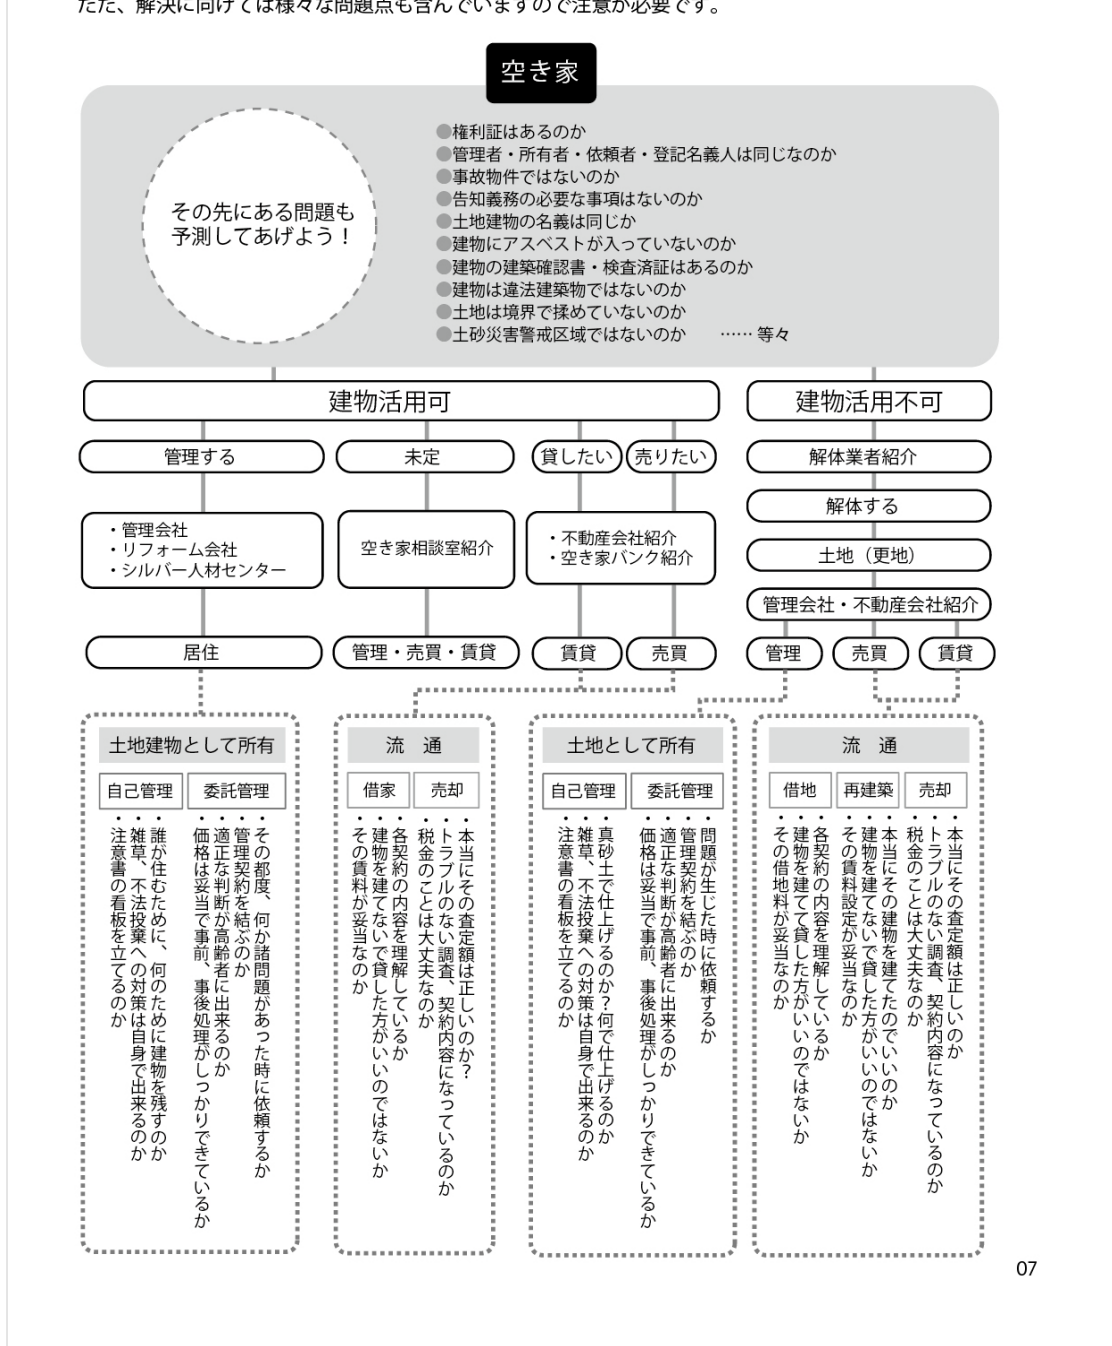 ただ、解決に向けては様々な問題点も含んでいますので注意が必要です。
空き家
その先にある問題も
予測してあげよう！
●権利証はあるのか
●管理者・所有者・依頼者・登記名義人は同じなのか
●事故物件ではないのか
●告知義務の必要な事項はないのか
●土地建物の名義は同じか
●建物にアスベストが入っていないのか
●建物の建築確認書・検査済証はあるのか
●建物は違法建築物ではないのか
●土地は境界で揉めていないのか
●土砂災害警戒区域ではないのか　　……等々
建物活用可
建物活用不可
管理する
未定
貸したい
売りたい
解体業者紹介
解体する
土地（更地）
管理会社・不動産会社紹介
・管理会社
・リフォーム会社
・シルバー人材センター
空き家相談室紹介
・不動産会社紹介
・空き家バンク紹介
居住
管理・売買・賃貸
賃貸
売買
管理
売買
賃貸
土地建物として所有
自己管理
委託管理
・その都度、何か諸問題があった時に依頼するか
・管理契約を結ぶのか
・適正な判断が高齢者に出来るのか
・価格は妥当で事前、事後処理がしっかりできているか
・誰が住むために、何のために建物を残すのか
・雑草、不法投棄への対策は自身で出来るのか
・注意書の看板を立てるのか
流　通
借家
売却
・本当にその査定額は正しいのか？
・トラブルのない調査、契約内容になっているのか
・税金のことは大丈夫なのか
・各契約の内容を理解しているか
・建物を建てないで貸した方がいいのではないか
・その賃料が妥当なのか
土地として所有
自己管理
委託管理
・問題が生じた時に依頼するか
・管理契約を結ぶのか
・適正な判断が高齢者に出来るのか
・価格は妥当で事前、事後処理がしっかりできているか
・真砂土で仕上げるのか？何で仕上げるのか
・雑草、不法投棄への対策は自身で出来るのか
・注意書の看板を立てるのか
流　通
借地
再建築
売却
・本当にその査定額は正しいのか
・トラブルのない調査、契約内容になっているのか
・税金のことは大丈夫なのか
・本当にその建物を建てたのでいいのか
・建物を建てないで貸した方がいいのではないか
・その賃料設定が妥当なのか
・各契約の内容を理解しているか
・建物を建てて貸した方がいいのではないか
・その借地料が妥当なのか
07